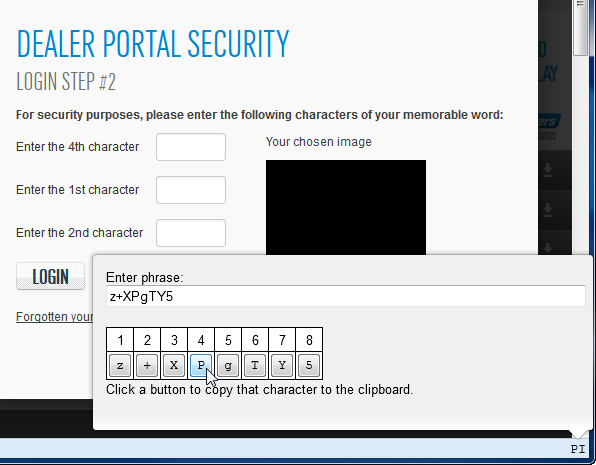 DEALER PORTAL SECURITY
LOGIN STEP #2
For security purposes, please enter the following characters of your memorable word:
Enter the 4th character
Your chosen image
Enter the 1st character
Enter the 2nd character
LOGIN
Forgotten your
Enter phrase:
z+XPgTY5
1 2 3 4 5 6 7 8
z + X P g T Y 5
Click a button to copy that character to the clipboard.
PI